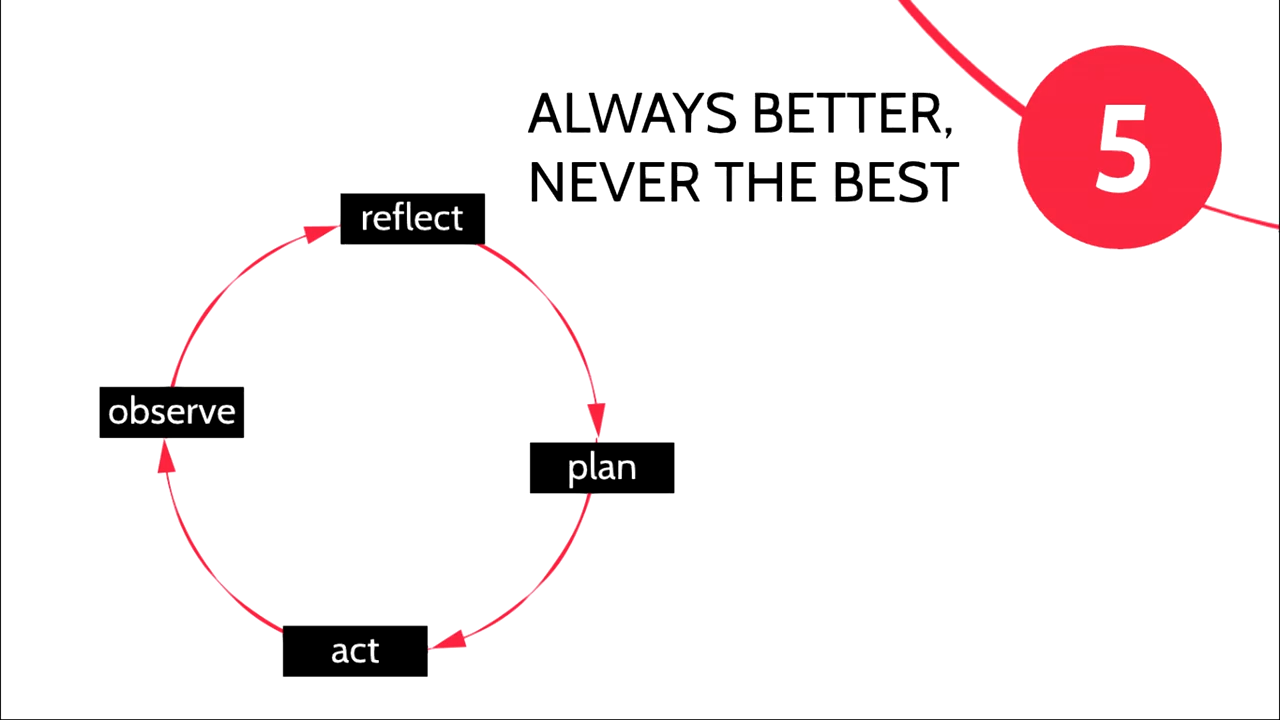 ALWAYS BETTER,
NEVER THE BEST
5
reflect
observe
plan
act